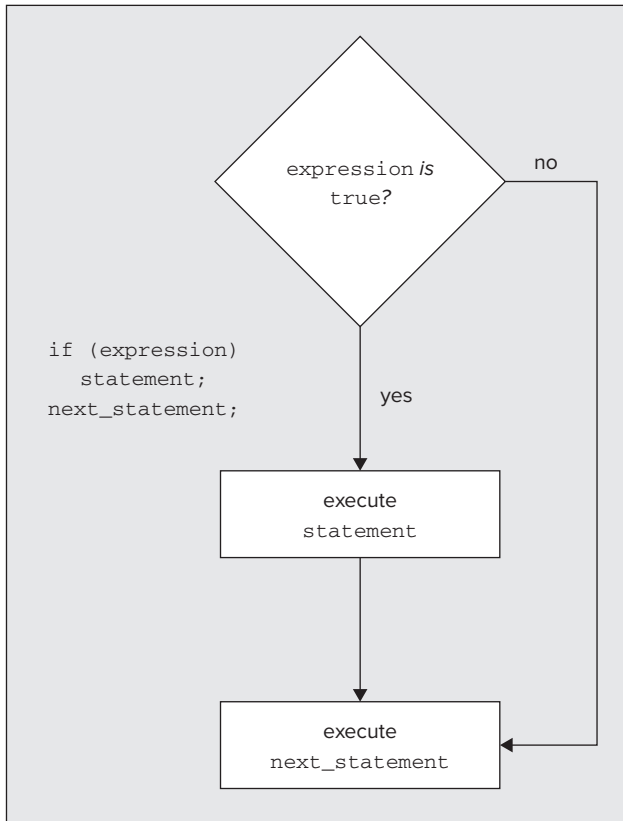 expression is
true?
no
if (expression)
statement;
next_statement;
yes
execute
statement
execute
next_statement